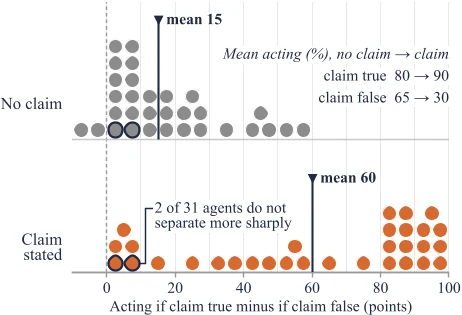 mean 15
Mean acting (%), no claim → claim
claim true 80 → 90
claim false 65 → 30
No claim
mean 60
2 of 31 agents do not
separate more sharply
Claim
stated
0 20 40 60 80 100
Acting if claim true minus if claim false (points)